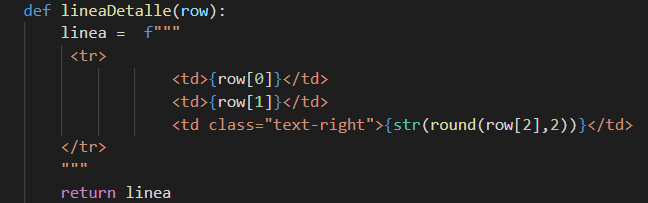 def lineaDetalle(row):
    linea =  f"""
     <tr>
                <td>{row[0]}</td>
                <td>{row[1]}</td>
                <td class="text-right">{str(round(row[2],2))}</td>
    </tr>
    """
    return linea